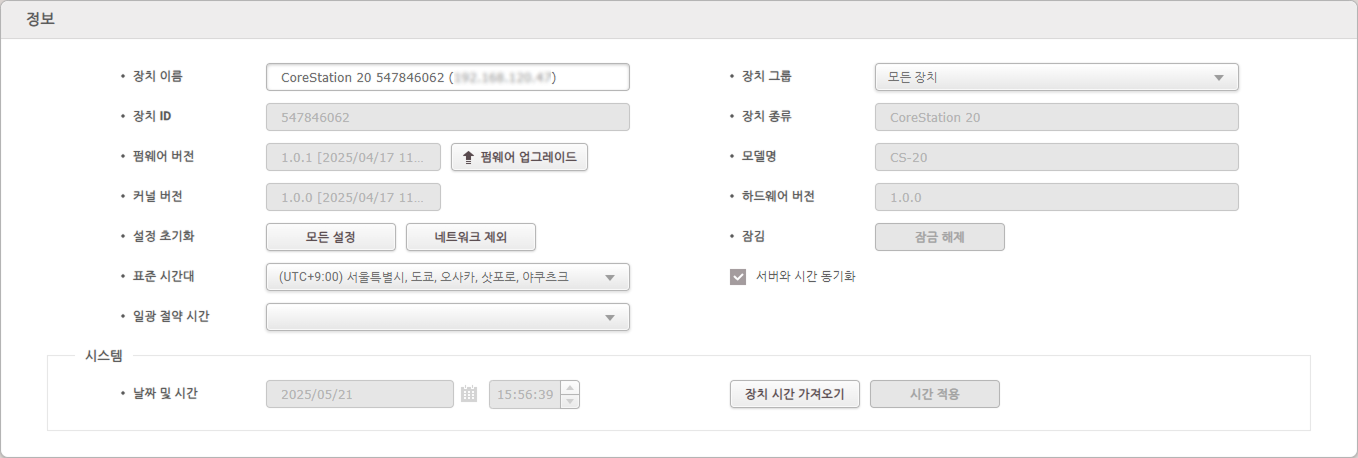 정보
장치 이름 CoreStation 20 547846062 ( ) 장치 그룹 모든 장치
장치 ID 547846062 장치 종류 CoreStation 20
펌웨어 버전 1.0.1 [2025/04/17 11... 펌웨어 업그레이드 모델명 CS-20
커널 버전 1.0.0 [2025/04/17 11... 하드웨어 버전 1.0.0
설정 초기화 모든 설정 네트워크 제외 잠김 잠금 해제
표준 시간대 (UTC+9:00) 서울특별시, 도쿄, 오사카, 삿포로, 야쿠츠크 서버와 시간 동기화
일광 절약 시간
시스템
날짜 및 시간 2025/05/21 15:56:39 장치 시간 가져오기 시간 적용